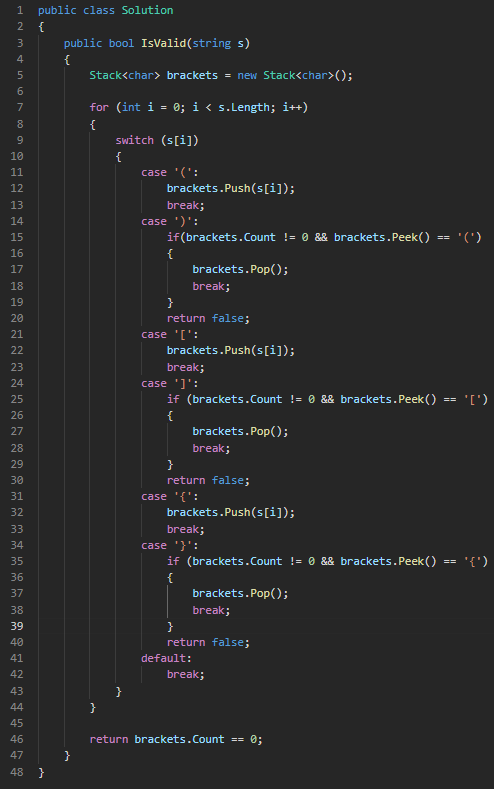 1 public class Solution
2 {
3     public bool IsValid(string s)
4     {
5         Stack<char> brackets = new Stack<char>();
6
7         for (int i = 0; i < s.Length; i++)
8         {
9             switch (s[i])
10             {
11                 case '(':
12                     brackets.Push(s[i]);
13                     break;
14                 case ')':
15                     if(brackets.Count != 0 && brackets.Peek() == '(')
16                     {
17                         brackets.Pop();
18                         break;
19                     }
20                     return false;
21                 case '[':
22                     brackets.Push(s[i]);
23                     break;
24                 case ']':
25                     if (brackets.Count != 0 && brackets.Peek() == '[')
26                     {
27                         brackets.Pop();
28                         break;
29                     }
30                     return false;
31                 case '{':
32                     brackets.Push(s[i]);
33                     break;
34                 case '}':
35                     if (brackets.Count != 0 && brackets.Peek() == '{')
36                     {
37                         brackets.Pop();
38                         break;
39                     }
40                     return false;
41                 default:
42                     break;
43             }
44         }
45
46         return brackets.Count == 0;
47     }
48 }